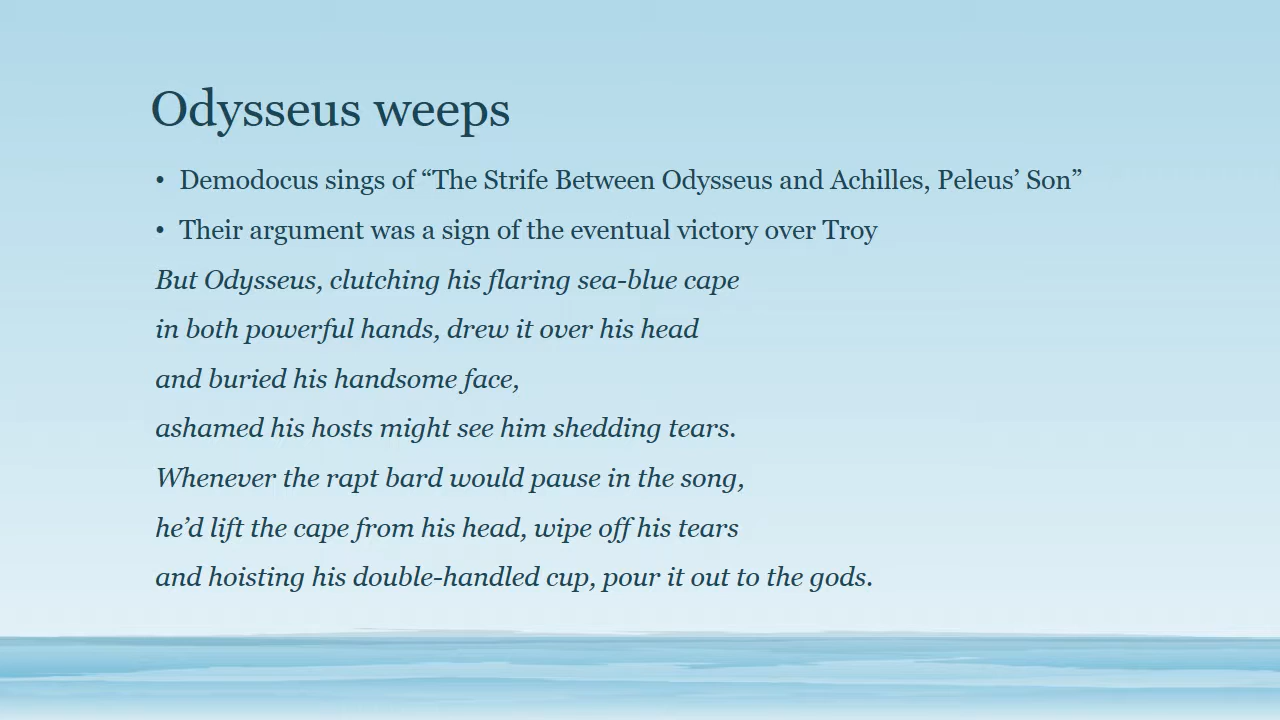 Odysseus weeps
• Demodocus sings of “The Strife Between Odysseus and Achilles, Peleus’ Son”
• Their argument was a sign of the eventual victory over Troy
But Odysseus, clutching his flaring sea-blue cape
in both powerful hands, drew it over his head
and buried his handsome face,
ashamed his hosts might see him shedding tears.
Whenever the rapt bard would pause in the song,
he’d lift the cape from his head, wipe off his tears
and hoisting his double-handled cup, pour it out to the gods.